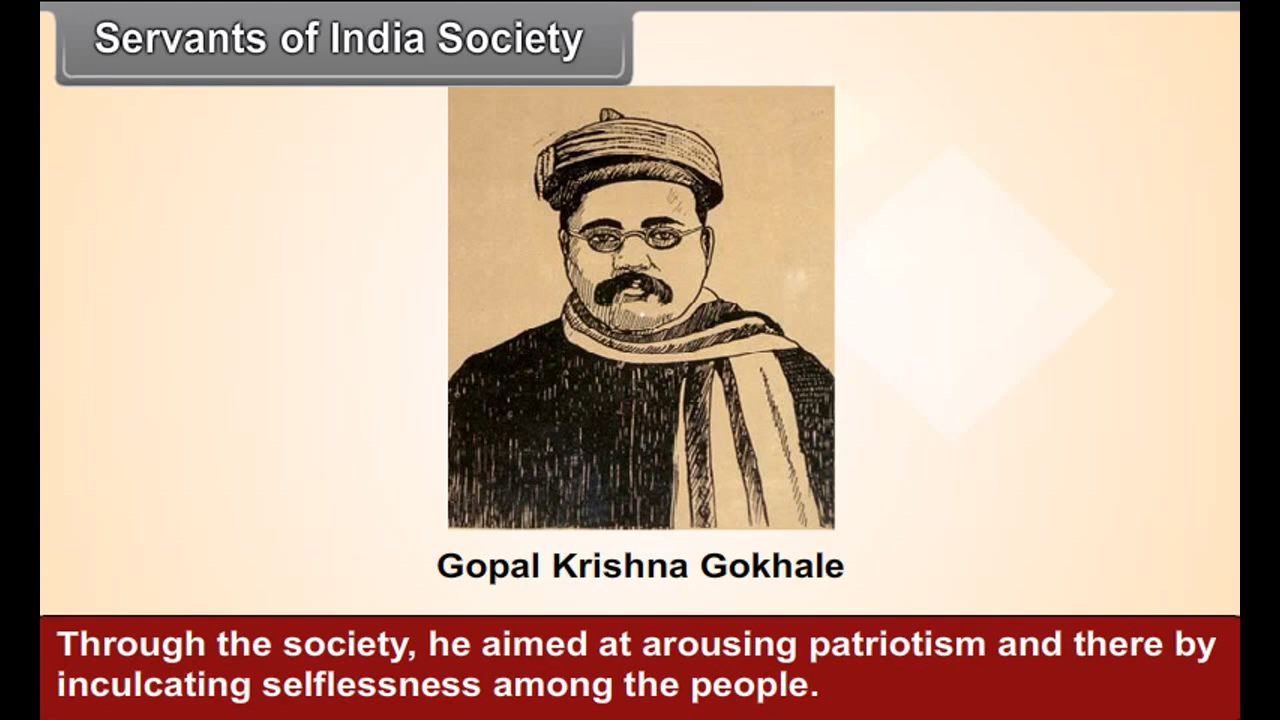 Servants of India Society
Gopal Krishna Gokhale
Through the society, he aimed at arousing patriotism and there by
inculcating selflessness among the people.